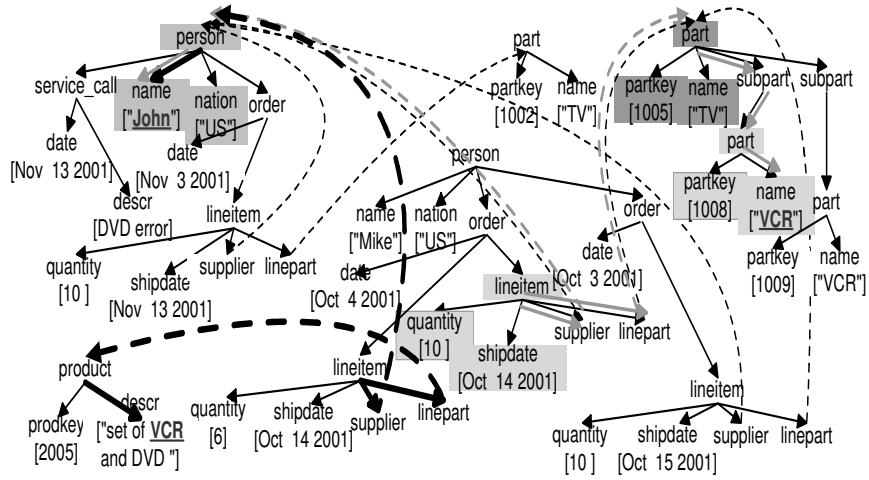 person
part
part
service_call
name
["John"]
nation
["US"]
order
partkey
[1002]
name
["TV"]
partkey
[1005]
name
["TV"]
subpart
subpart
date
[Nov 13 2001]
date
[Nov 3 2001]
part
descr
[DVD error]
lineitem
person
partkey
[1008]
name
["VCR"]
part
name
["Mike"]
nation
["US"]
order
order
quantity
[10 ]
shipdate
[Nov 13 2001]
supplier
linepart
date
[Oct 4 2001]
lineitem
date
[Oct 3 2001]
partkey
[1009]
name
["VCR"]
quantity
[10 ]
shipdate
[Oct 14 2001]
supplier
linepart
product
lineitem
lineitem
prodkey
[2005]
descr
["set of VCR
and DVD "]
quantity
[6]
shipdate
[Oct 14 2001]
supplier
linepart
quantity
[10 ]
shipdate
[Oct 15 2001]
supplier
linepart